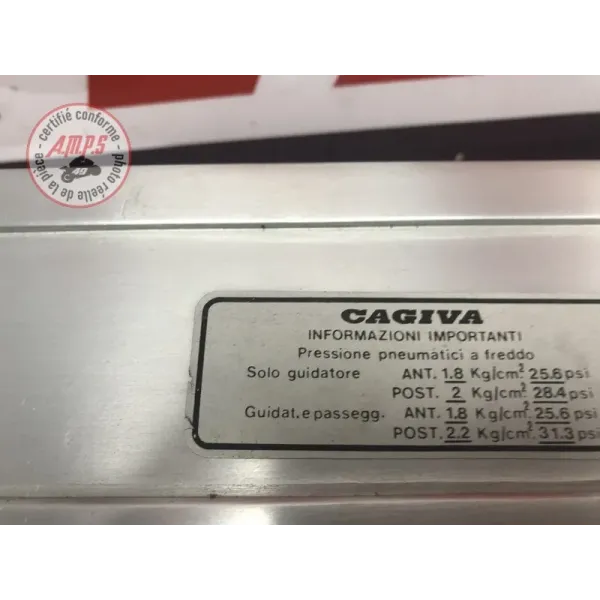 certifié conforme - photo réelle de la pièce -
A.M.P.S
49
CAGIVA
INFORMAZIONI IMPORTANTI
Pressione pneumatici a freddo
Solo guidatore ANT. 1.8 Kg/cm² 25.6 psi
POST. 2 Kg/cm² 28.4 psi
Guidat. e passegg. ANT. 1.8 Kg/cm² 25.6 psi
POST. 2.2 Kg/cm² 31.3 psi